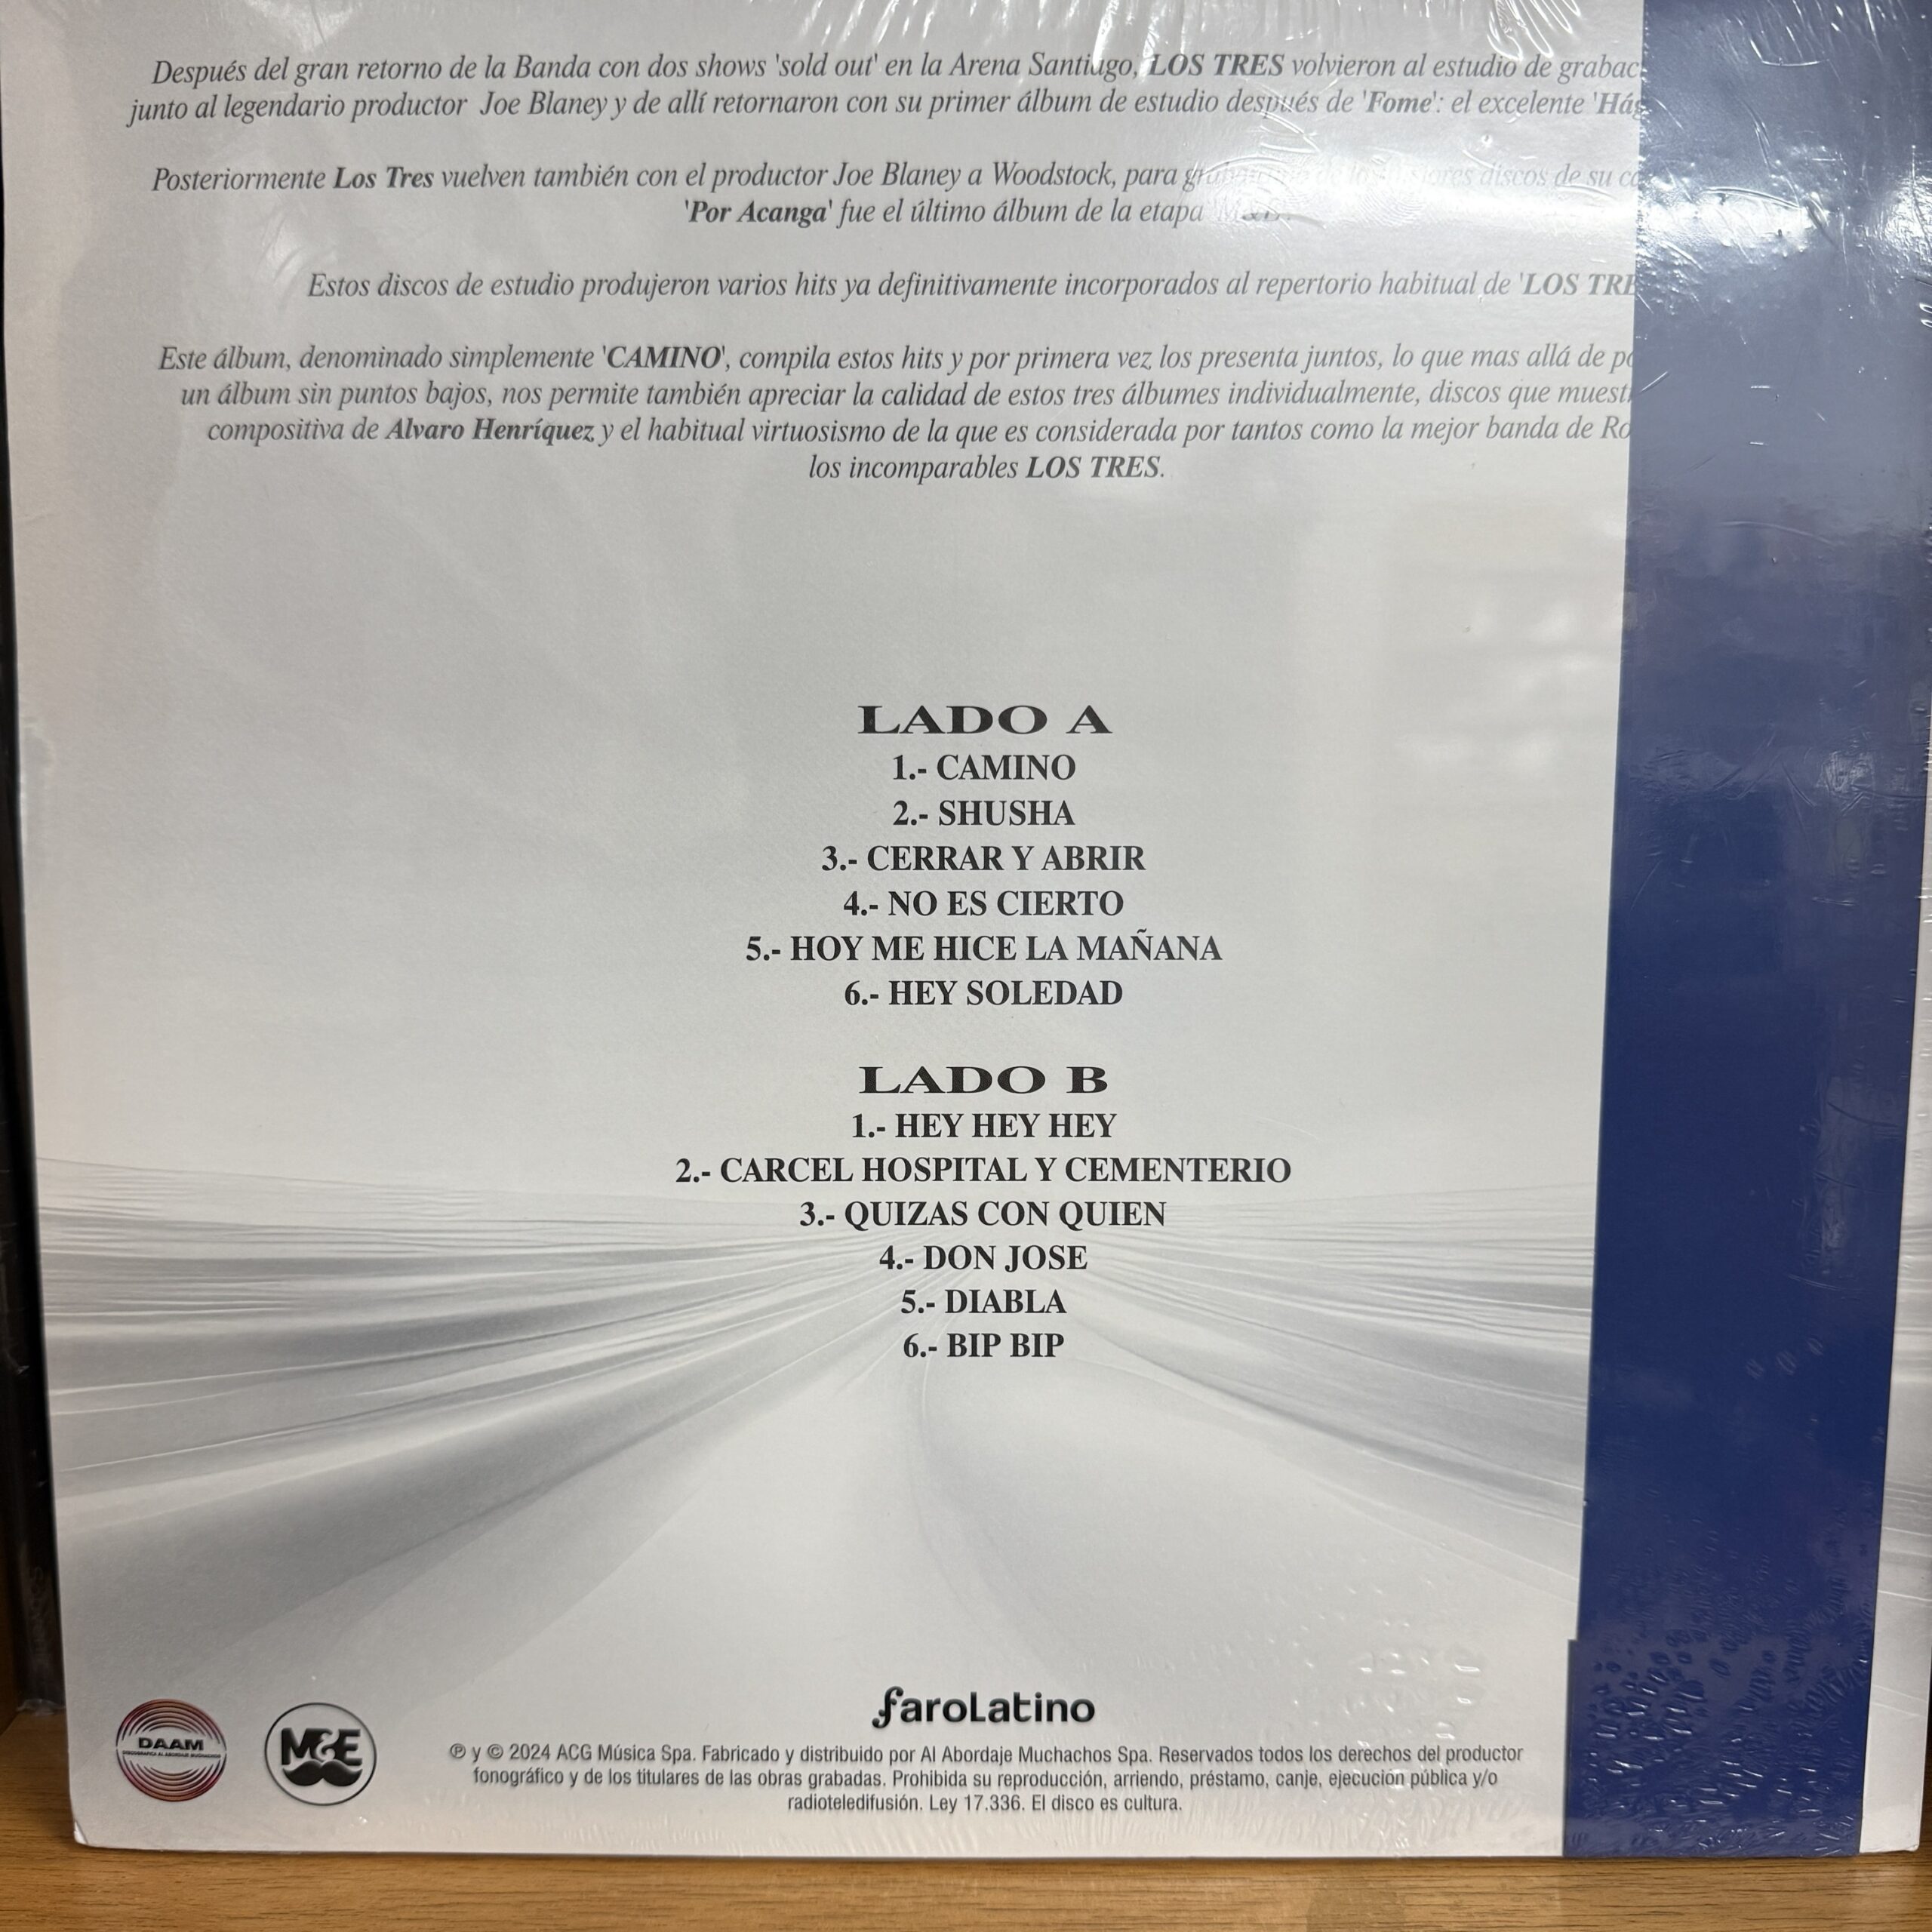 Después del gran retorno de la Banda con dos shows 'sold out' en la Arena Santiago, LOS TRES volvieron al estudio de grabac
junto al legendario productor Joe Blaney y de allí retornaron con su primer álbum de estudio después de 'Fome': el excelente 'Hág
Posteriormente Los Tres vuelven también con el productor Joe Blaney a Woodstock, para discos de su ca
'Por Acanga' fue el último álbum de la etapa
Estos discos de estudio produjeron varios hits ya definitivamente incorporados al repertorio habitual de 'LOS TRE
Este álbum, denominado simplemente 'CAMINO', compila estos hits y por primera vez los presenta juntos, lo que mas allá de po
un álbum sin puntos bajos, nos permite también apreciar la calidad de estos tres álbumes individualmente, discos que muest
compositiva de Alvaro Henríquez y el habitual virtuosismo de la que es considerada por tantos como la mejor banda de Ro
los incomparables LOS TRES.
LADO A
1.- CAMINO
2.- SHUSHA
3.- CERRAR Y ABRIR
4.- NO ES CIERTO
5.- HOY ME HICE LA MAÑANA
6.- HEY SOLEDAD
LADO B
1.- HEY HEY HEY
2.- CARCEL HOSPITAL Y CEMENTERIO
3.- QUIZAS CON QUIEN
4.- DON JOSE
5.- DIABLA
6.- BIP BIP
faroLatino
DAAM
DISCOGRAFICA AL ABORDAJE MUCHACHOS
M&E
℗ y © 2024 ACG Música Spa. Fabricado y distribuido por Al Abordaje Muchachos Spa. Reservados todos los derechos del productor
fonográfico y de los titulares de las obras grabadas. Prohibida su reproducción, arriendo, préstamo, canje, ejecución pública y/o
radioteledifusión. Ley 17.336. El disco es cultura.